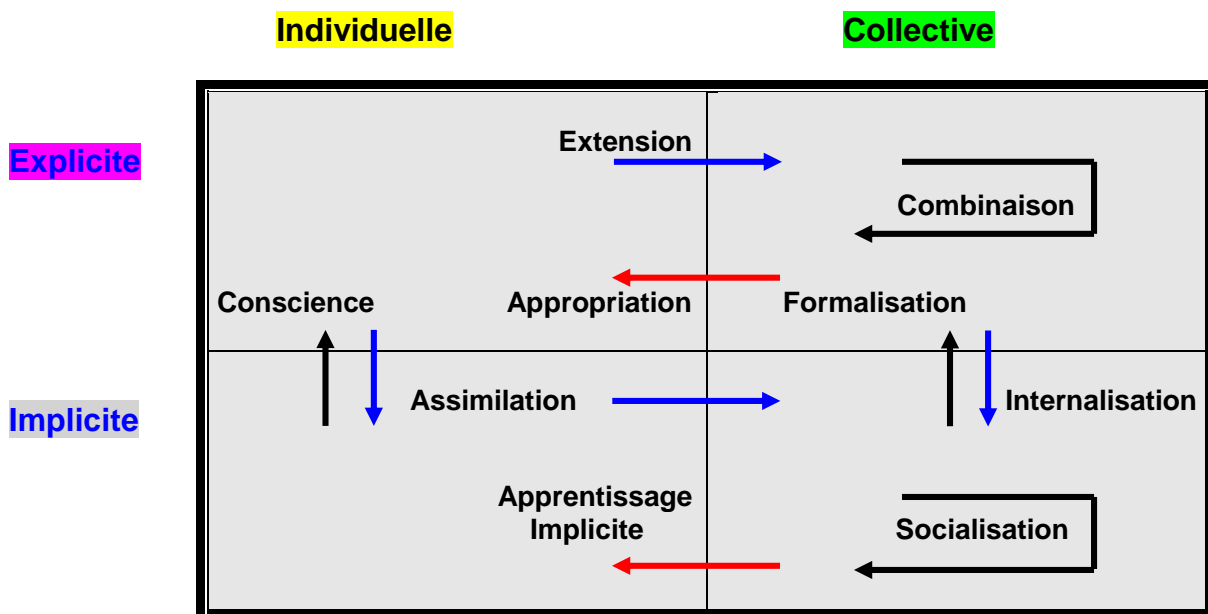 Individuelle
Collective
Extension
Explicite
Combinaison
Conscience
Appropriation
Formalisation
Assimilation
Internalisation
Implicite
Apprentissage
Implicite
Socialisation